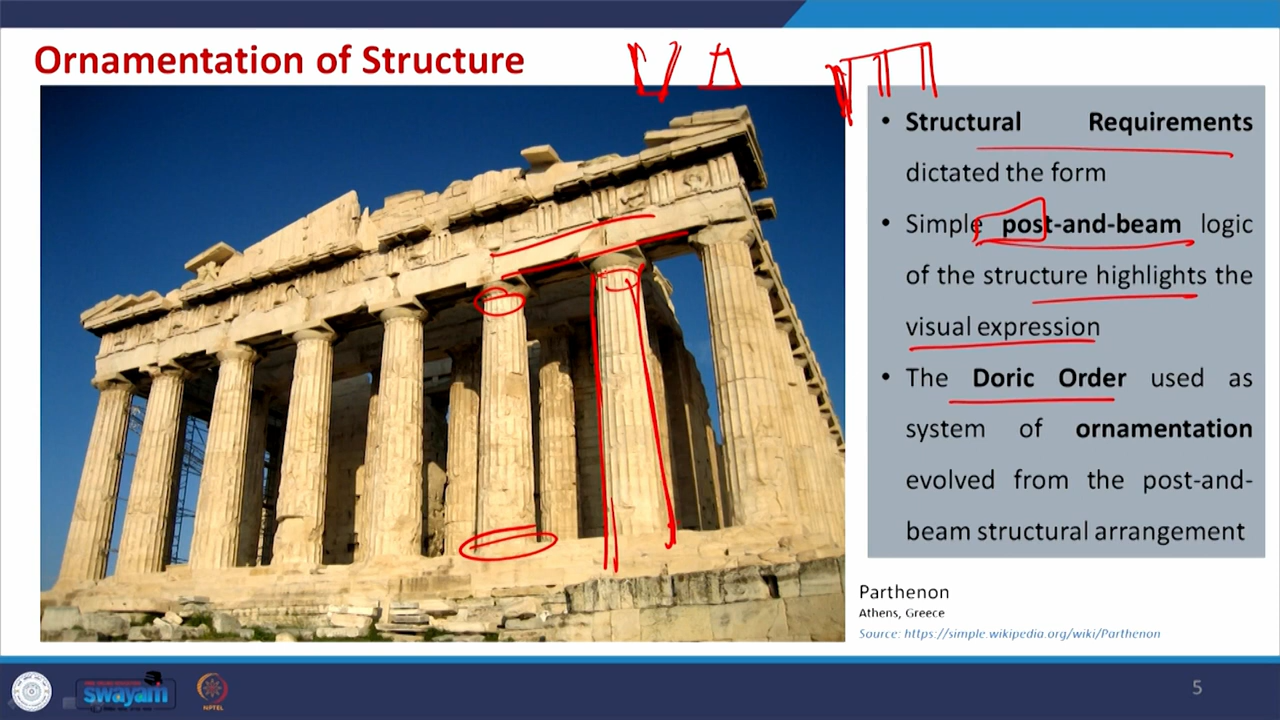 Ornamentation of Structure
• Structural Requirements
dictated the form
• Simple post-and-beam logic
of the structure highlights the
visual expression
• The Doric Order used as
system of ornamentation
evolved from the post-and-
beam structural arrangement
Parthenon
Athens, Greece
Source: https://simple.wikipedia.org/wiki/Parthenon
swayam
NPTEL
5